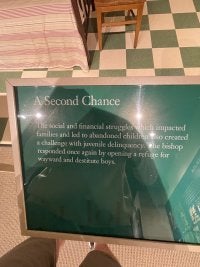 A Second Chance
The social and financial struggles which impacted
families and led to abandoned children also created
a challenge with juvenile delinquency. The bishop
responded once again by opening a refuge for
wayward and destitute boys.